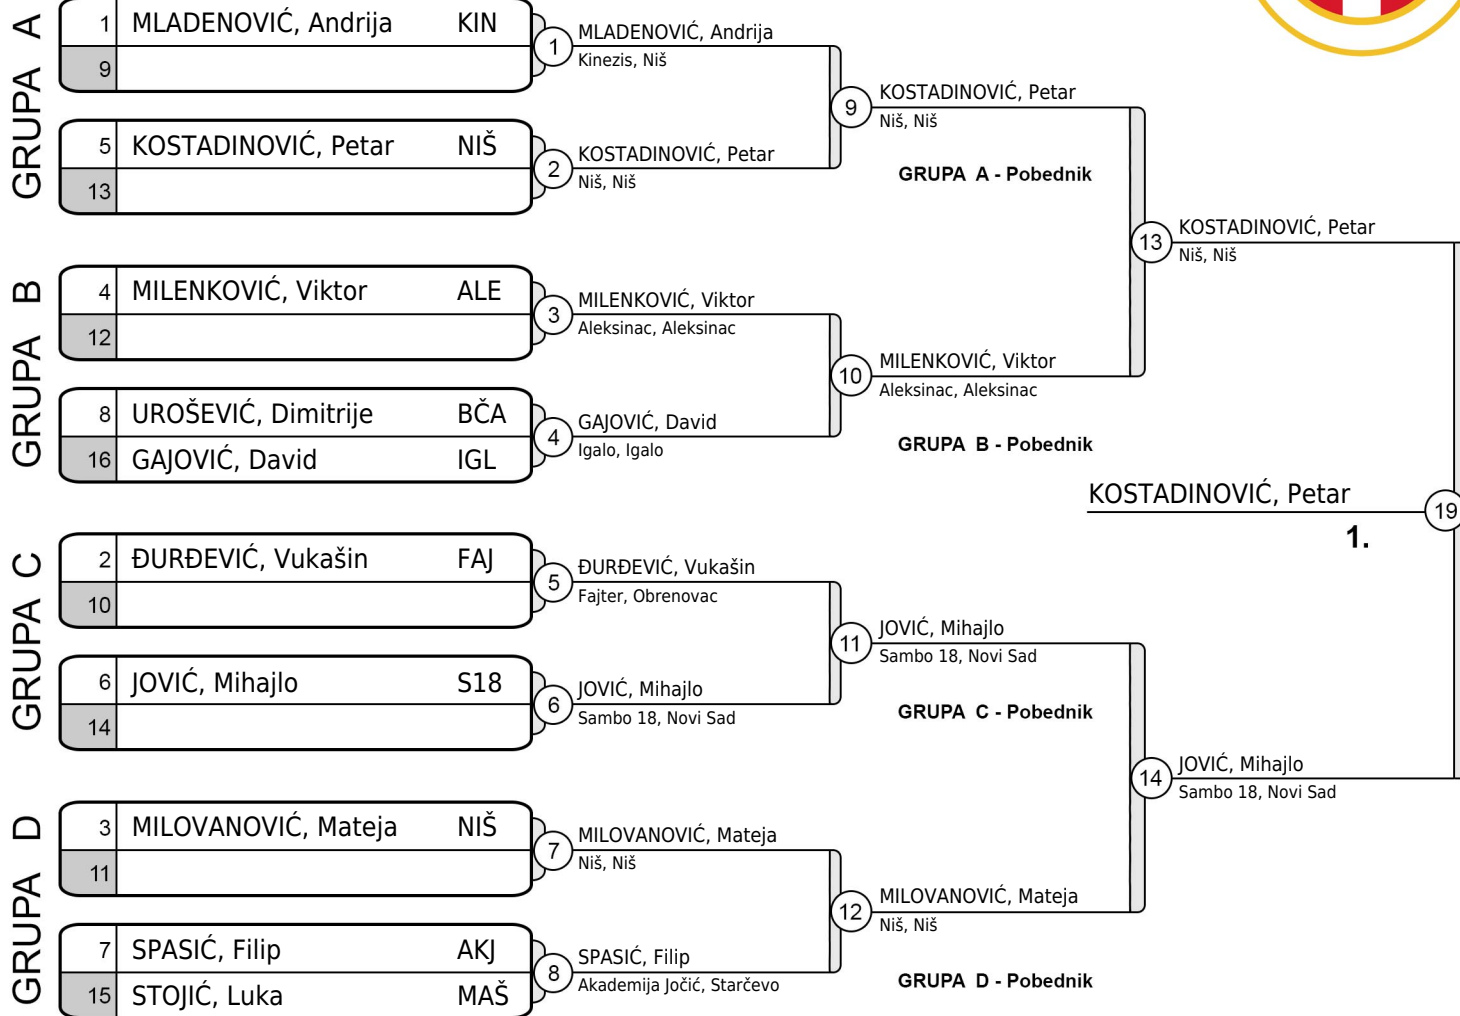 GRUPA A
1 MLADENOVIĆ, Andrija KIN
9
5 KOSTADINOVIĆ, Petar NIŠ
13
1
MLADENOVIĆ, Andrija
Kinezis, Niš
2
KOSTADINOVIĆ, Petar
Niš, Niš
9
KOSTADINOVIĆ, Petar
Niš, Niš
GRUPA A - Pobednik
GRUPA B
4 MILENKOVIĆ, Viktor ALE
12
8 UROŠEVIĆ, Dimitrije BČA
16 GAJOVIĆ, David IGL
3
MILENKOVIĆ, Viktor
Aleksinac, Aleksinac
4
GAJOVIĆ, David
Igalo, Igalo
10
MILENKOVIĆ, Viktor
Aleksinac, Aleksinac
GRUPA B - Pobednik
13
KOSTADINOVIĆ, Petar
Niš, Niš
GRUPA C
2 ĐURĐEVIĆ, Vukašin FAJ
10
6 JOVIĆ, Mihajlo S18
14
5
ĐURĐEVIĆ, Vukašin
Fajter, Obrenovac
6
JOVIĆ, Mihajlo
Sambo 18, Novi Sad
11
JOVIĆ, Mihajlo
Sambo 18, Novi Sad
GRUPA C - Pobednik
GRUPA D
3 MILOVANOVIĆ, Mateja NIŠ
11
7 SPASIĆ, Filip AKJ
15 STOJIĆ, Luka MAŠ
7
MILOVANOVIĆ, Mateja
Niš, Niš
8
SPASIĆ, Filip
Akademija Jočić, Starčevo
12
MILOVANOVIĆ, Mateja
Niš, Niš
GRUPA D - Pobednik
14
JOVIĆ, Mihajlo
Sambo 18, Novi Sad
KOSTADINOVIĆ, Petar
19
1.